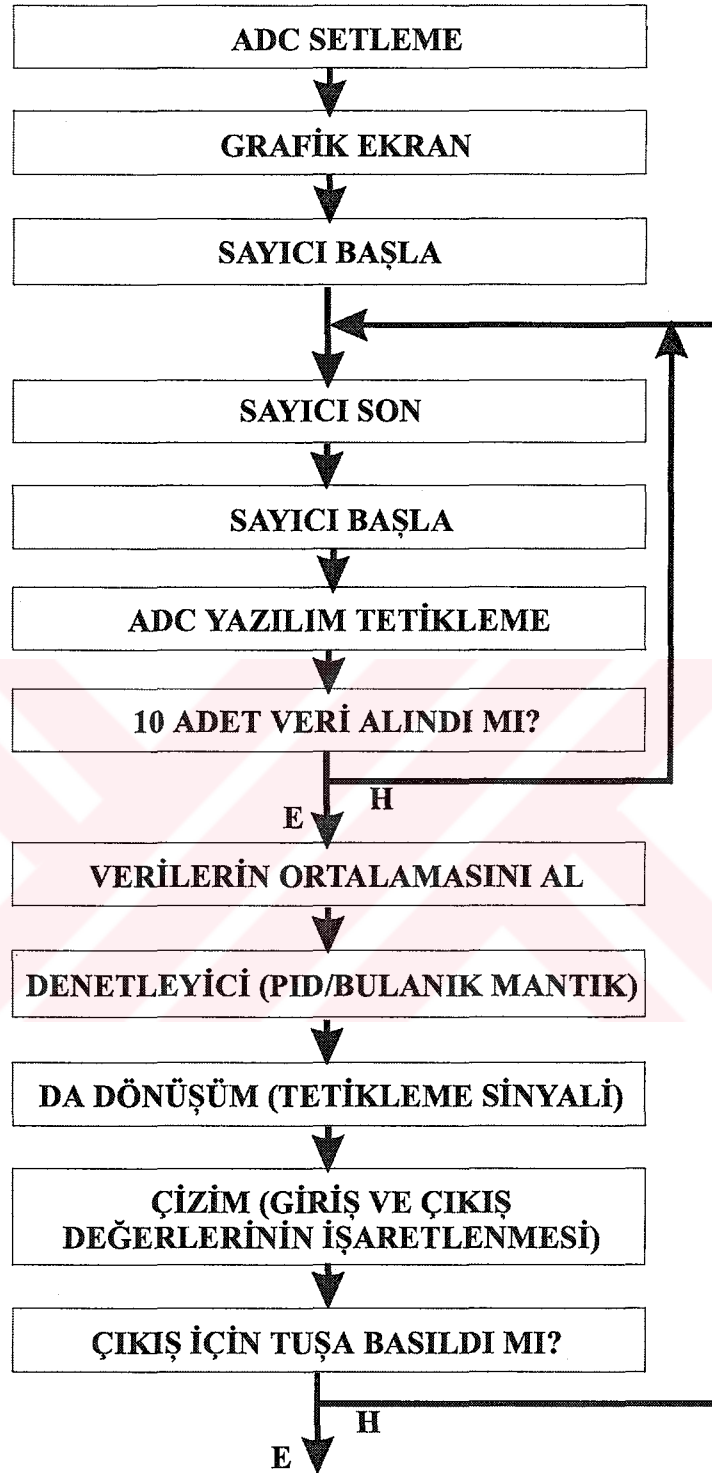 ADC SETLEME
GRAFİK EKRAN
SAYICI BAŞLA
SAYICI SON
SAYICI BAŞLA
ADC YAZILIM TETİKLEME
10 ADET VERİ ALINDI MI?
H
E
VERİLERİN ORTALAMASINI AL
DENETLEYİCİ (PID/BULANIK MANTIK)
DA DÖNÜŞÜM (TETİKLEME SİNYALİ)
ÇİZİM (GİRİŞ VE ÇIKIŞ
DEĞERLERİNİN İŞARETLENMESİ)
ÇIKIŞ İÇİN TUŞA BASILDI MI?
H
E